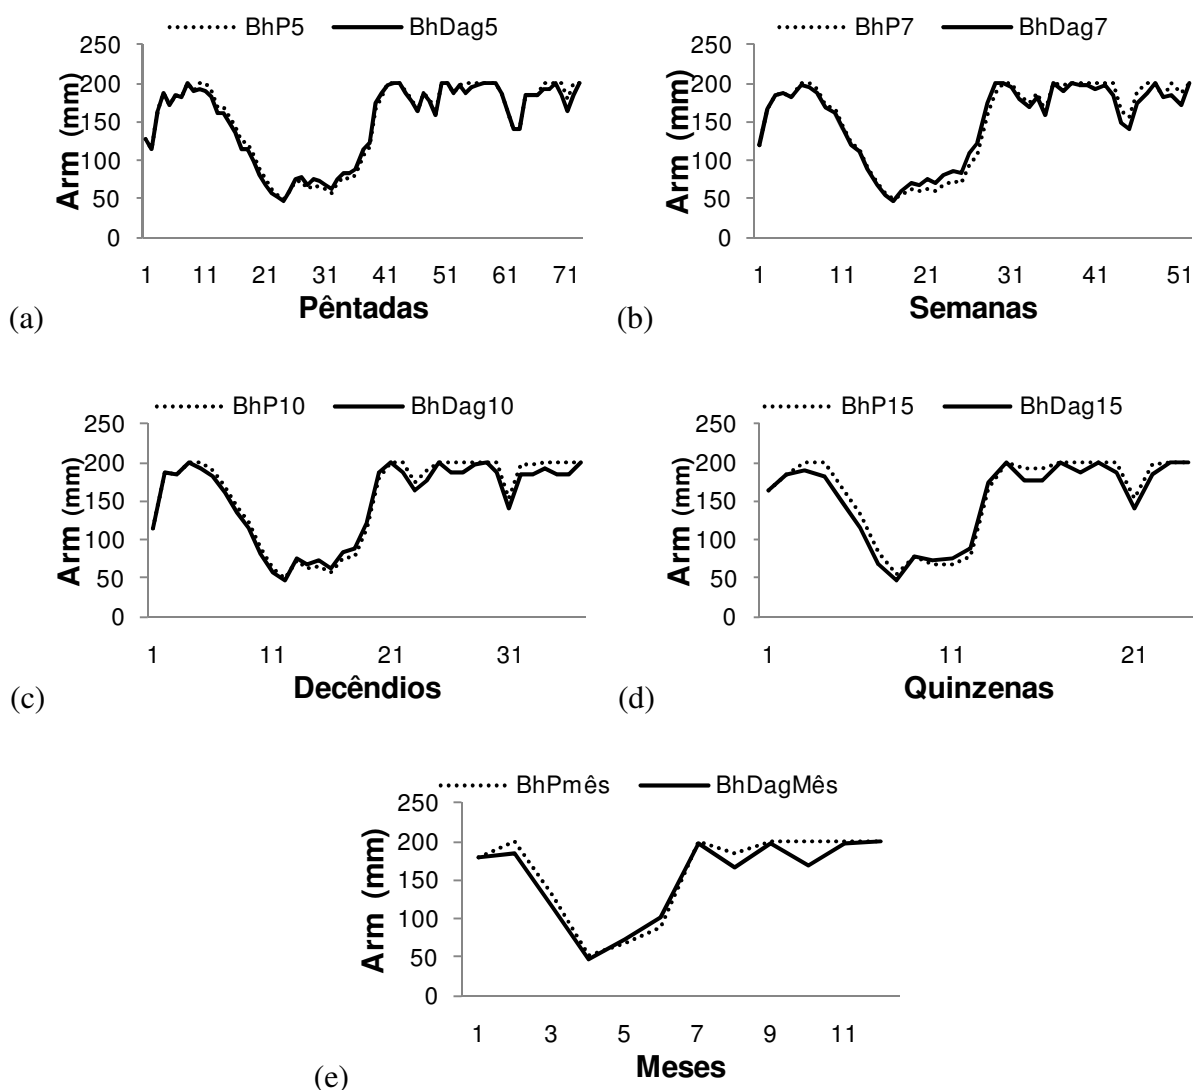 BhP5 BhDag5
250
200
150
100
50
0
Arm (mm)
1 11 21 31 41 51 61 71
Pêntadas
(a)
BhP7 BhDag7
250
200
150
100
50
0
Arm (mm)
1 11 21 31 41 51
Semanas
(b)
BhP10 BhDag10
250
200
150
100
50
0
Arm (mm)
1 11 21 31
Decêndios
(c)
BhP15 BhDag15
250
200
150
100
50
0
Arm (mm)
1 11 21
Quinzenas
(d)
BhPmês BhDagMês
250
200
150
100
50
0
Arm (mm)
1 3 5 7 9 11
Meses
(e)